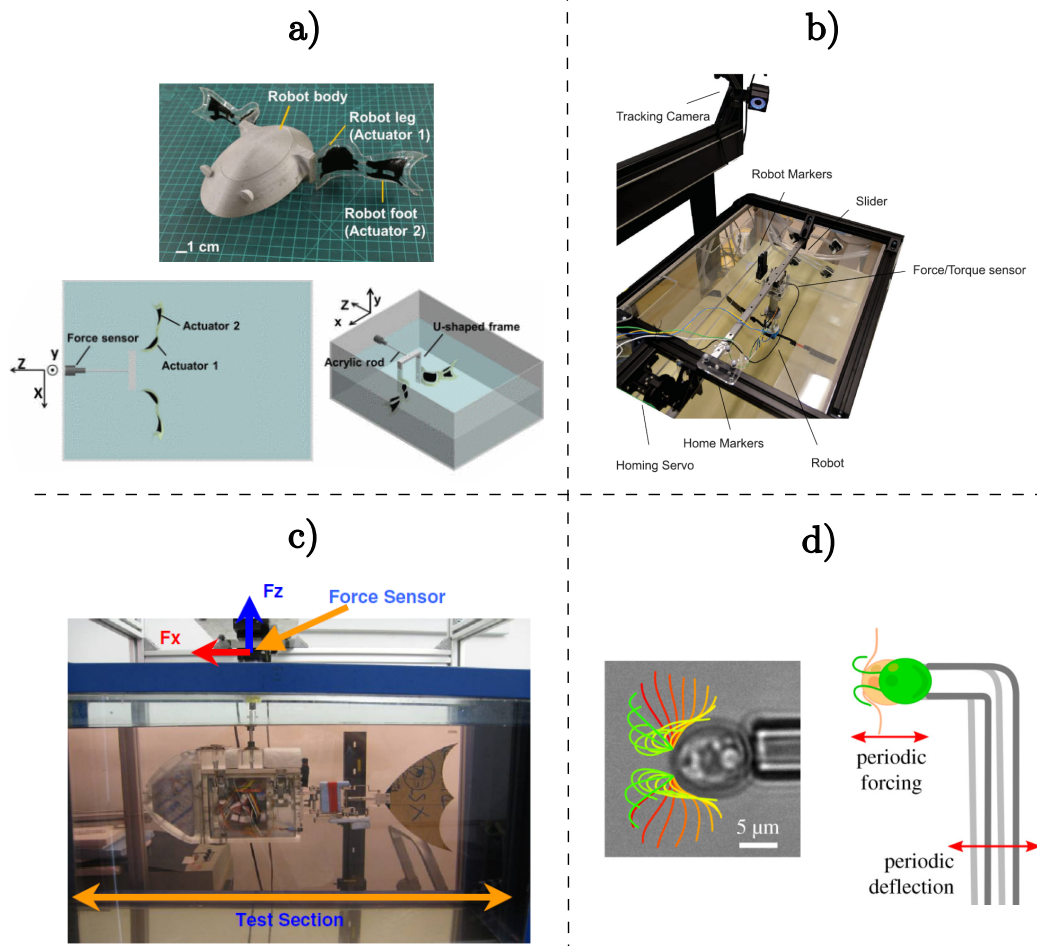 a)
Robot body
Robot leg
(Actuator 1)
Robot foot
(Actuator 2)
1 cm
Actuator 2
Force sensor
Actuator 1
Z
y
X
Z
y
x
U-shaped frame
Acrylic rod
b)
Tracking Camera
Robot Markers
Slider
Force/Torque sensor
Home Markers
Homing Servo
Robot
c)
Fz
Force Sensor
Fx
Test Section
d)
5 μm
periodic
forcing
periodic
deflection